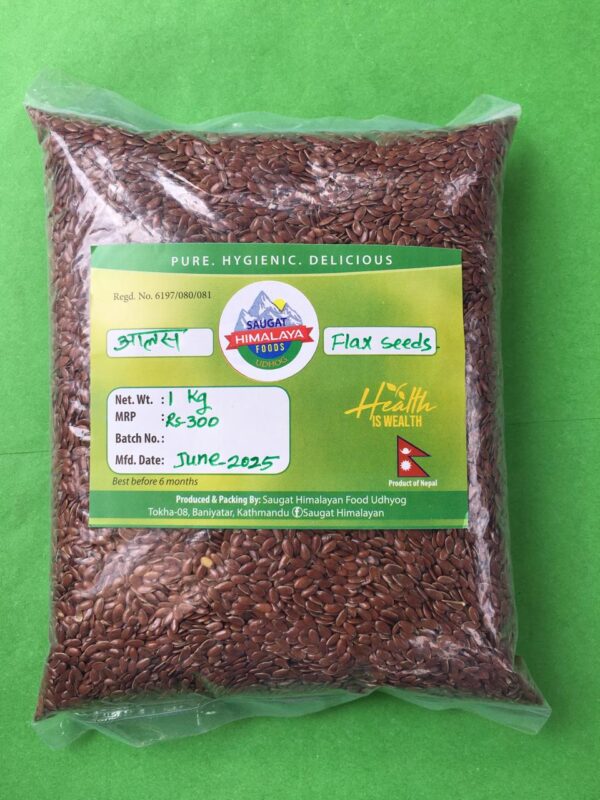 PURE. HYGIENIC. DELICIOUS
Regd. No. 6197/080/081
आलस
SAUGAT
HIMALAYA
FOODS
UDHOG
Flax seeds.
Net. Wt. : 1 Kg
MRP : Rs-300
Batch No. :
Mfd. Date: June-2025
Best before 6 months
Health
IS WEALTH
Product of Nepal
Produced & Packing By: Saugat Himalayan Food Udhyog
Tokha-08, Baniyatar, Kathmandu f Saugat Himalayan